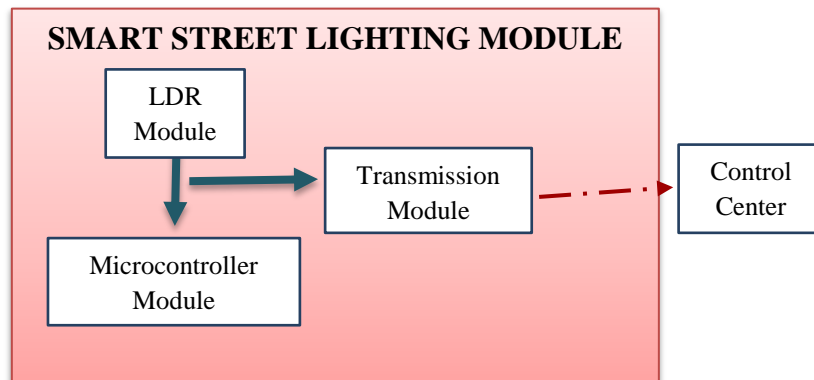 SMART STREET LIGHTING MODULE
LDR
Module
Transmission
Module
Control
Center
Microcontroller
Module